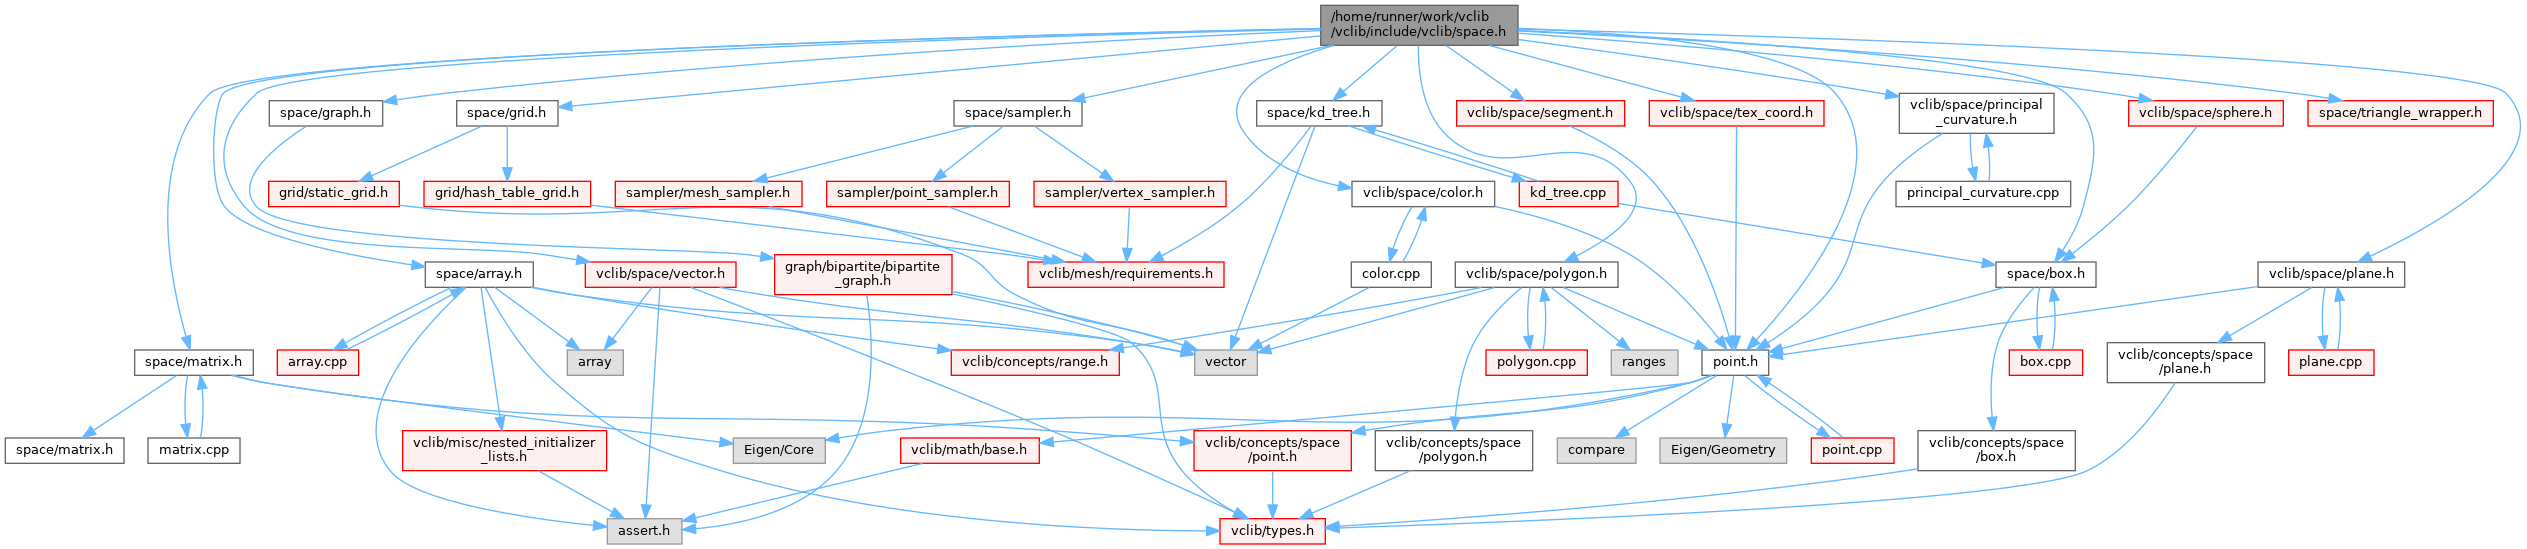 /home/runner/work/vclib
/vclib/include/vclib/space.h
space/graph.h
space/grid.h
space/sampler.h
space/kd_tree.h
vclib/space/segment.h
vclib/space/tex_coord.h
vclib/space/principal
_curvature.h
vclib/space/sphere.h
space/triangle_wrapper.h
grid/static_grid.h
grid/hash_table_grid.h
sampler/mesh_sampler.h
sampler/point_sampler.h
sampler/vertex_sampler.h
vclib/space/color.h
kd_tree.cpp
principal_curvature.cpp
space/array.h
vclib/space/vector.h
graph/bipartite/bipartite
_graph.h
vclib/mesh/requirements.h
color.cpp
vclib/space/polygon.h
space/box.h
vclib/space/plane.h
space/matrix.h
array.cpp
array
vclib/concepts/range.h
vector
polygon.cpp
ranges
point.h
box.cpp
vclib/concepts/space
/plane.h
plane.cpp
space/matrix.h
matrix.cpp
vclib/misc/nested_initializer
_lists.h
Eigen/Core
vclib/math/base.h
vclib/concepts/space
/point.h
vclib/concepts/space
/polygon.h
compare
Eigen/Geometry
point.cpp
vclib/concepts/space
/box.h
assert.h
vclib/types.h